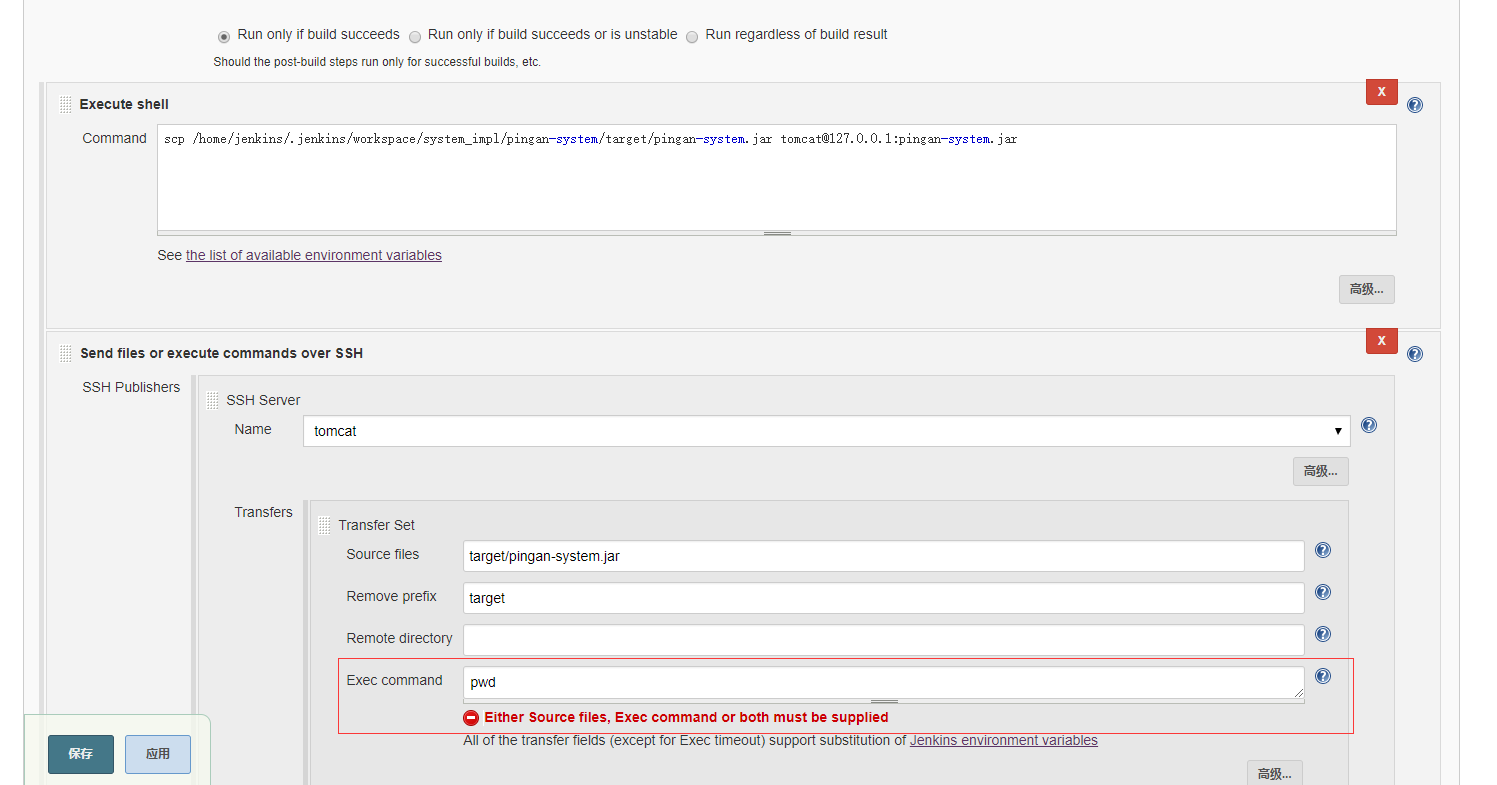 Run only if build succeeds Run only if build succeeds or is unstable Run regardless of build result
Should the post-build steps run only for successful builds, etc.
Execute shell X
Command scp /home/jenkins/.jenkins/workspace/system_impl/pingan-system/target/pingan-system.jar tomcat@127.0.0.1:pingan-system.jar
See the list of available environment variables
高级...
Send files or execute commands over SSH X
SSH Publishers
SSH Server
Name tomcat
高级...
Transfers
Transfer Set
Source files target/pingan-system.jar
Remove prefix target
Remote directory
Exec command pwd
Either Source files, Exec command or both must be supplied
All of the transfer fields (except for Exec timeout) support substitution of Jenkins environment variables
保存 应用
高级...